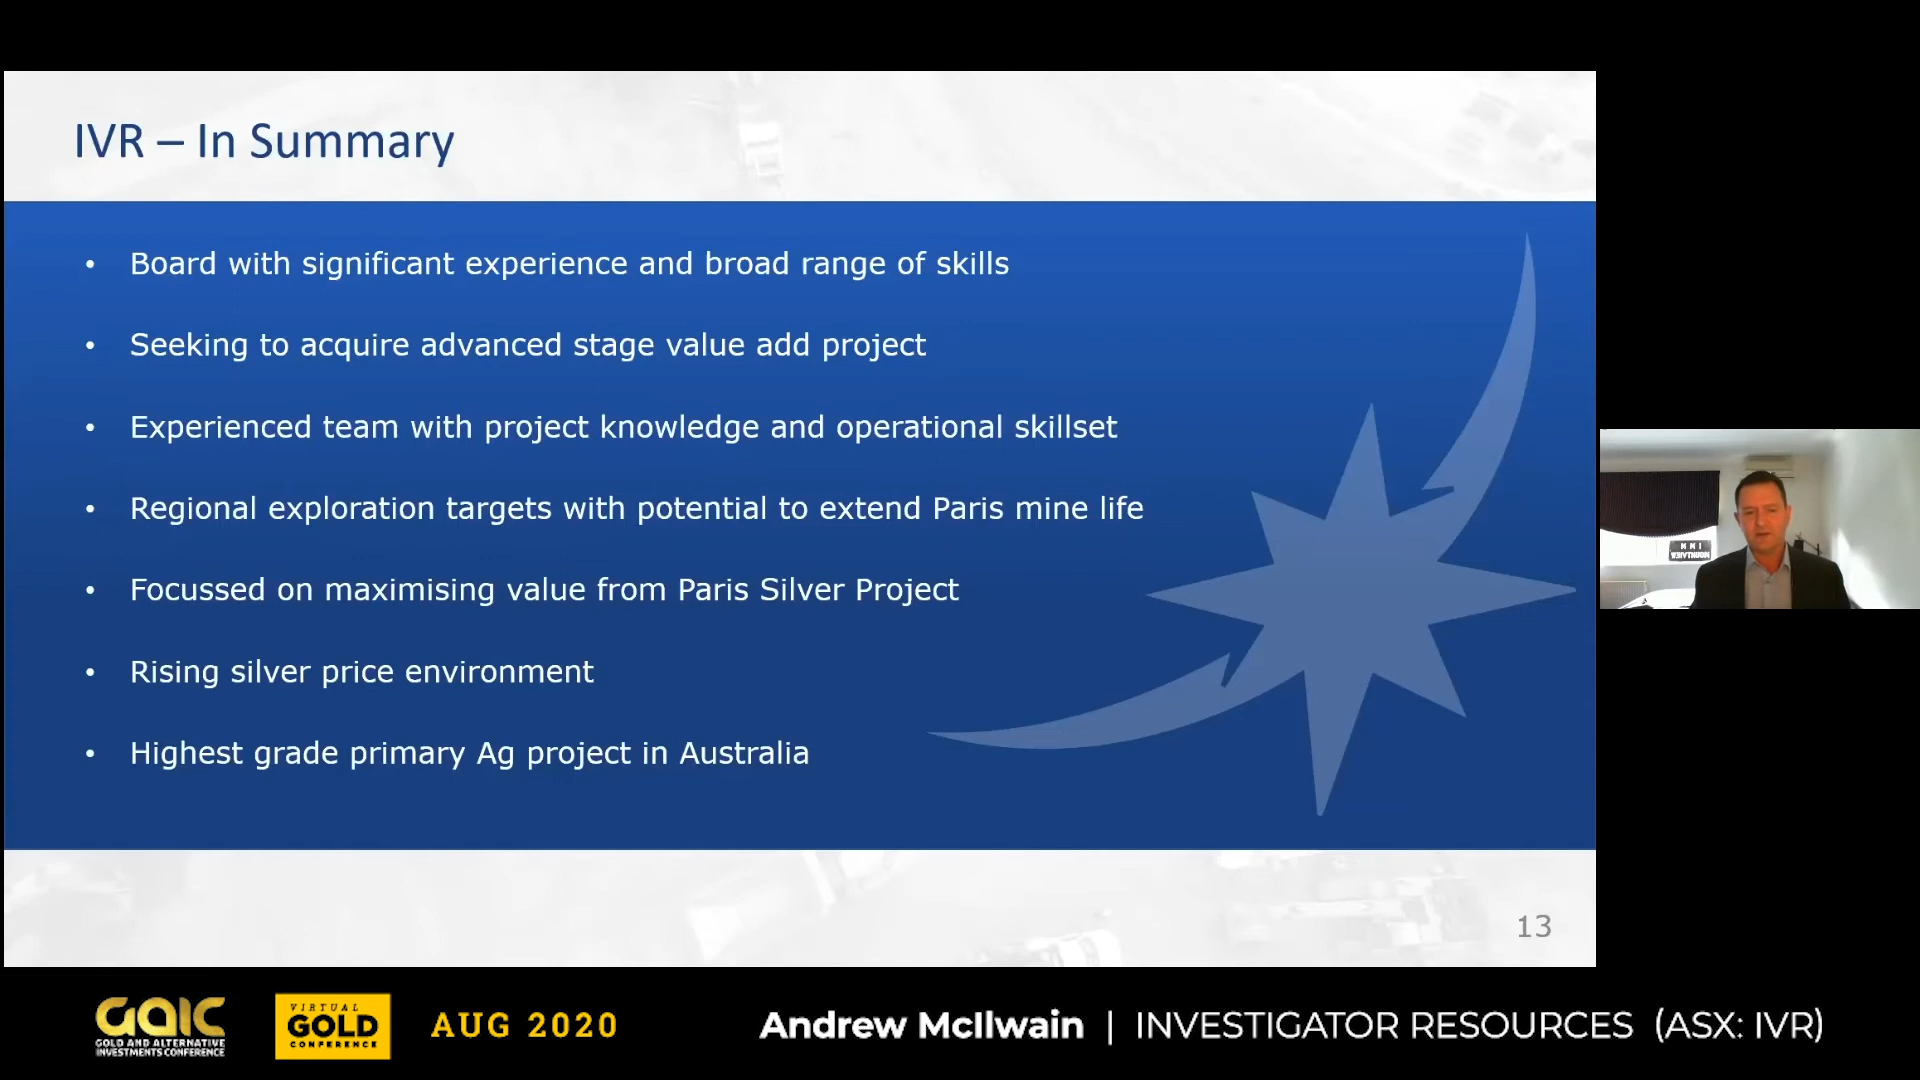 IVR – In Summary
• Board with significant experience and broad range of skills
• Seeking to acquire advanced stage value add project
• Experienced team with project knowledge and operational skillset
• Regional exploration targets with potential to extend Paris mine life
• Focussed on maximising value from Paris Silver Project
• Rising silver price environment
• Highest grade primary Ag project in Australia
13
GAIC
GOLD AND ALTERNATIVE
INVESTMENTS CONFERENCE
VIRTUAL
GOLD
CONFERENCE
AUG 2020
Andrew McIlwain | INVESTIGATOR RESOURCES (ASX: IVR)